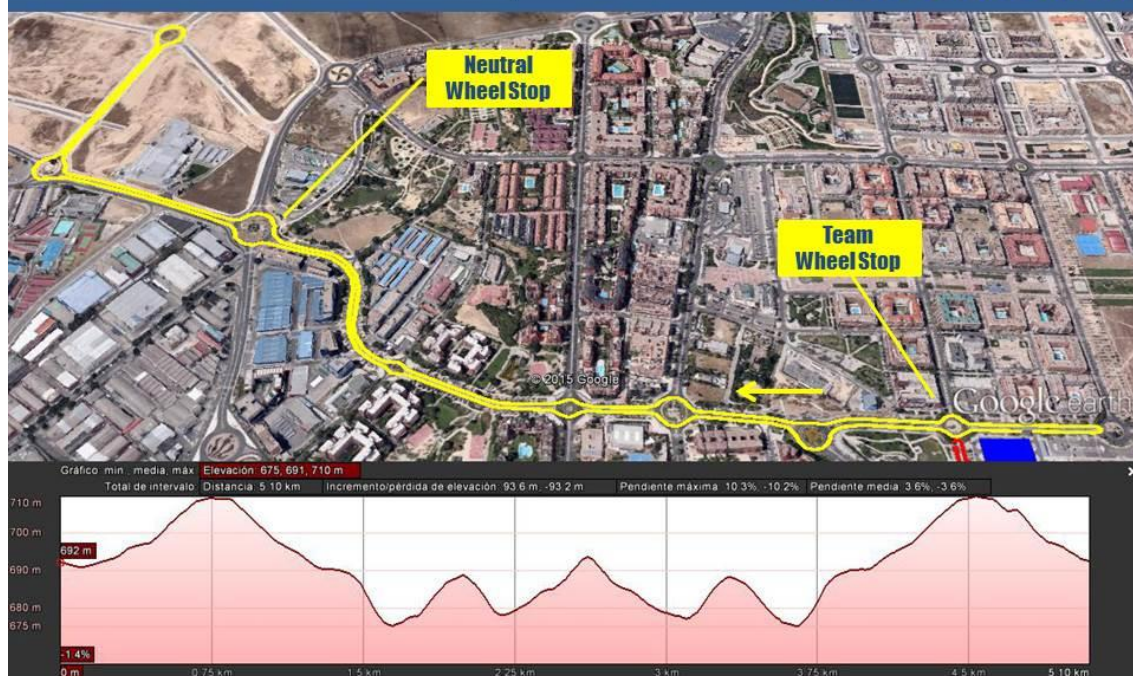 Neutral
Wheel Stop
Team
Wheel Stop
© 2015 Google
Google earth
Gráfico: min., media, máx. Elevación: 675, 691, 710 m
Total de intervalo: Distancia: 5.10 km Incremento/pérdida de elevación: 93.6 m, -93.2 m Pendiente máxima: 10.3%, -10.2% Pendiente media: 3.6%, -3.6%
710 m
700 m
692 m
690 m
680 m
675 m
-1.4%
0 m 0.75 km 1.5 km 2.25 km 3 km 3.75 km 4.5 km 5.10 km